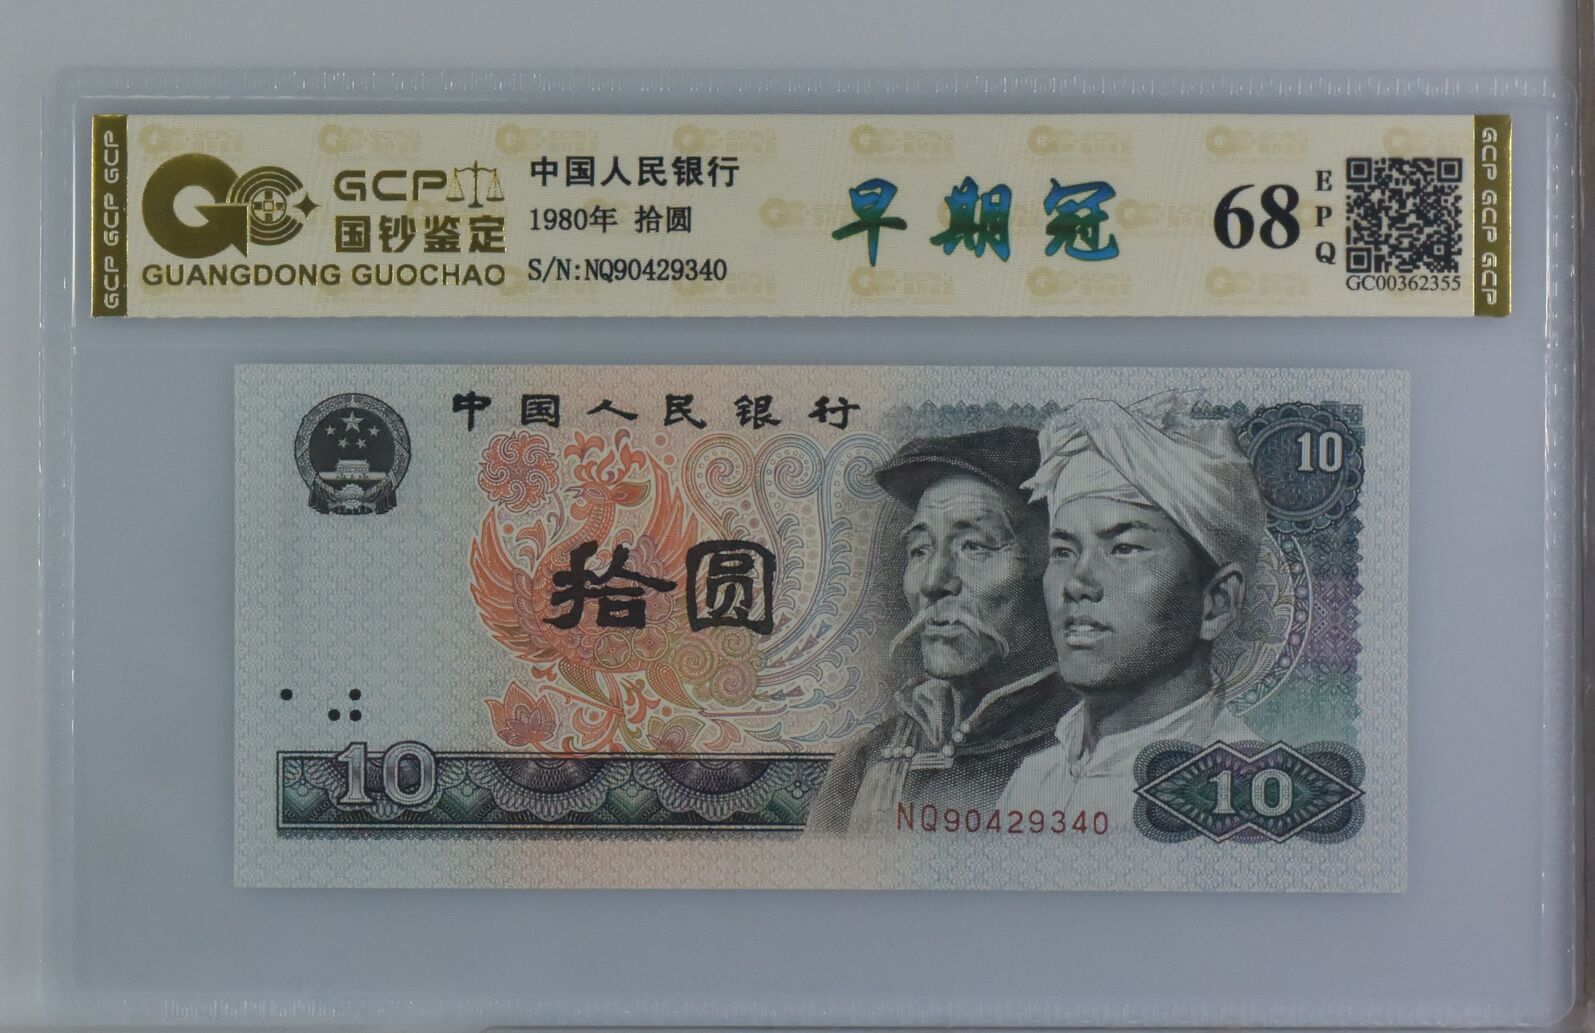 GCP GCP GCP
GCP
国钞鉴定
GUANGDONG GUOCHAO
中国人民银行
1980年 拾圆
S/N:NQ90429340
早期冠
68
EPQ
GC00362355
GCP GCP GCP
中国人民银行
10
拾圆
10
NQ90429340
10